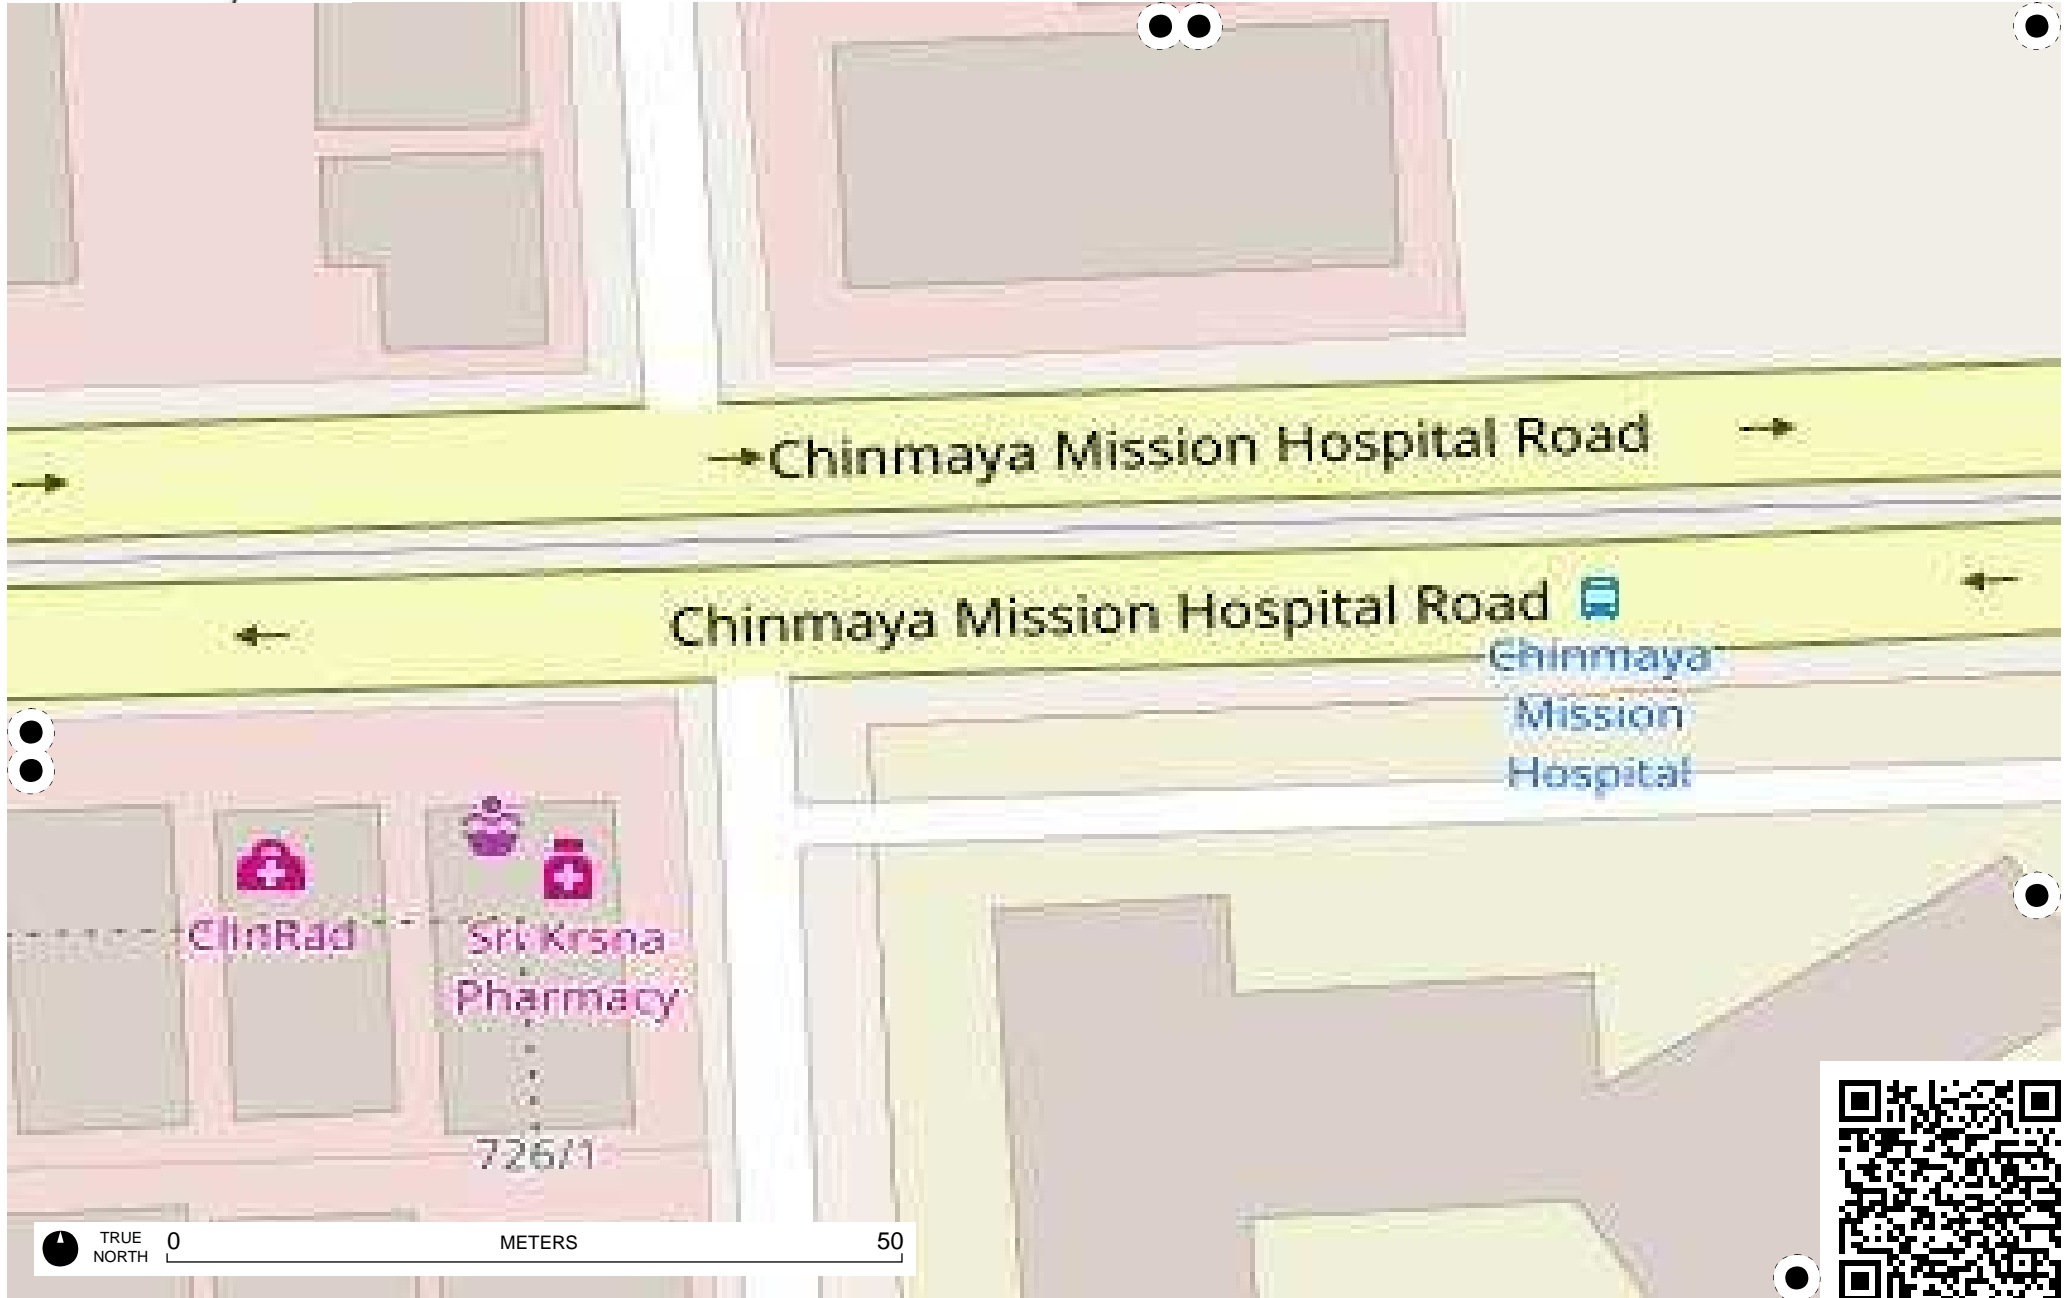 Chinmaya Mission Hospital Road
Chinmaya Mission Hospital Road
Chinmaya
Mission
Hospital
ClinRad
Sri Krsna
Pharmacy
726/1
TRUE
NORTH
0
METERS
50